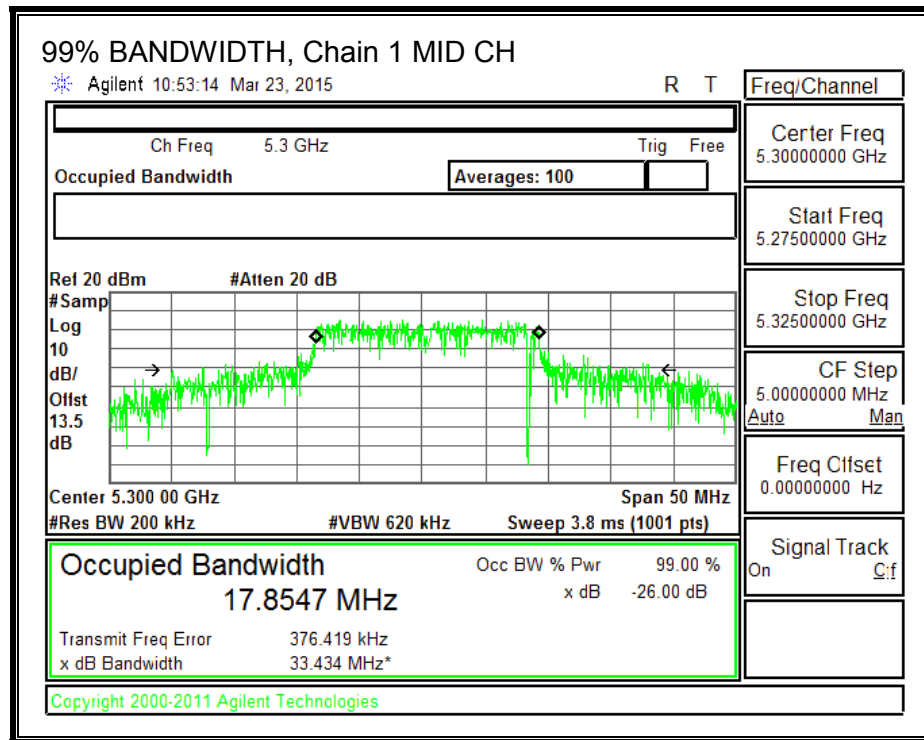 99% BANDWIDTH, Chain 1 MID CH
Agilent 10:53:14 Mar 23, 2015 R T
Freq/Channel
Ch Freq 5.3 GHz Trig Free
Occupied Bandwidth Averages: 100
Center Freq
5.30000000 GHz
Start Freq
5.27500000 GHz
Stop Freq
5.32500000 GHz
CF Step
5.00000000 MHz
Auto Man
Freq Offset
0.00000000 Hz
Signal Track
On Off
Ref 20 dBm #Atten 20 dB
#Samp
Log
10
dB/
Offst
13.5
dB
Center 5.300 00 GHz Span 50 MHz
#Res BW 200 kHz #VBW 620 kHz Sweep 3.8 ms (1001 pts)
Occupied Bandwidth
17.8547 MHz
Occ BW % Pwr 99.00 %
x dB -26.00 dB
Transmit Freq Error 376.419 kHz
x dB Bandwidth 33.434 MHz*
Copyright 2000-2011 Agilent Technologies